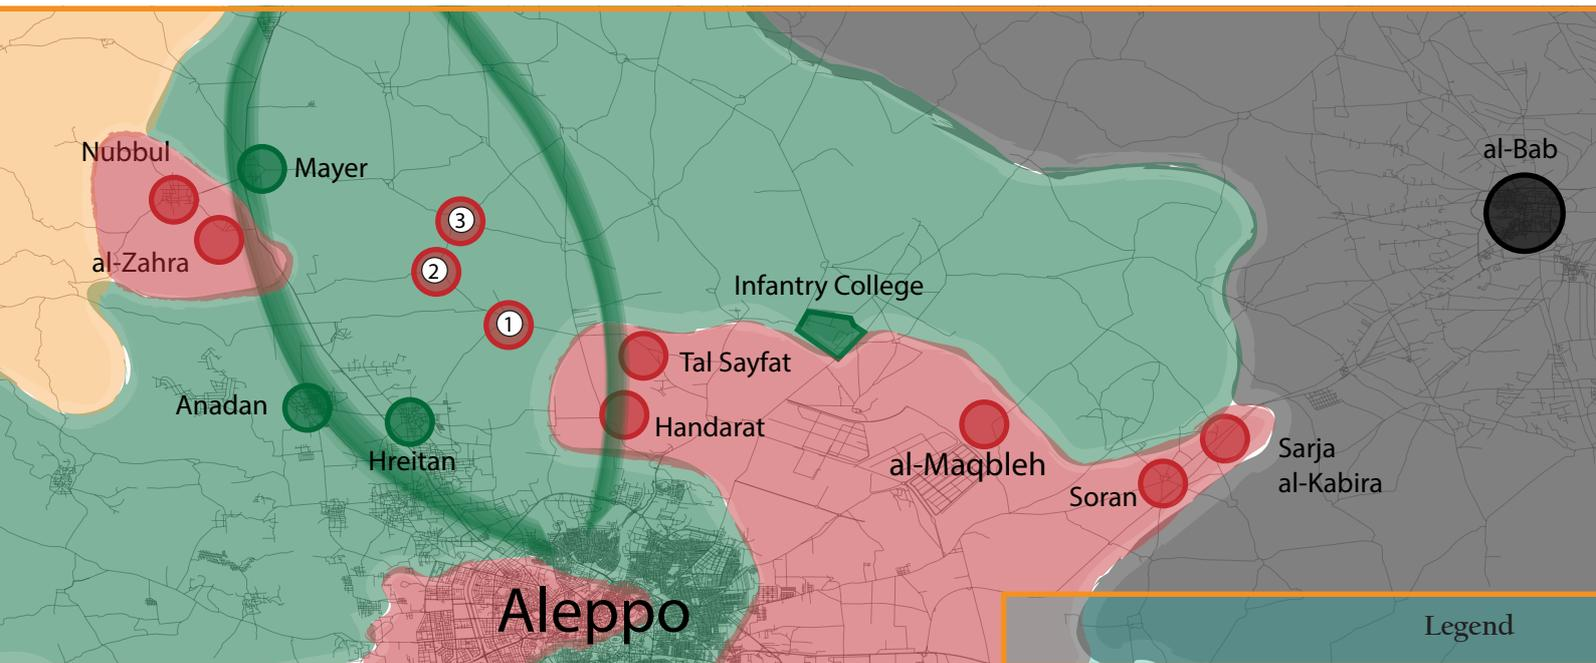 al-Bab
Nubbul
Mayer
3
al-Zahra
2
Infantry College
1
Tal Sayfat
Anadan
Handarat
Hreitan
al-Maqbleh
Sarja
al-Kabira
Soran
Aleppo
Legend